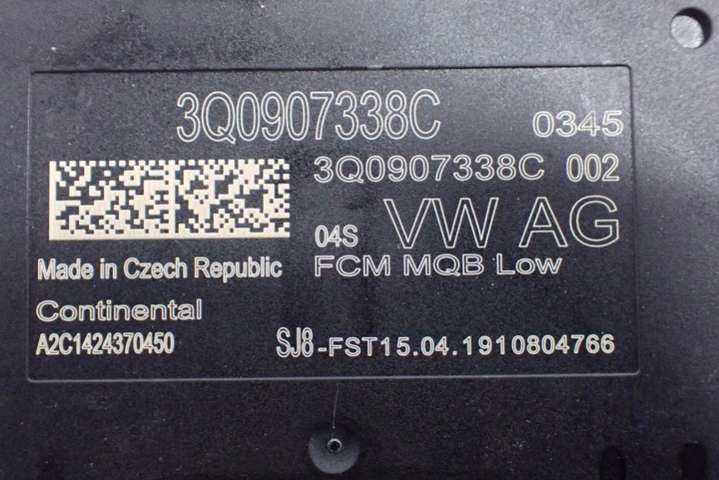 3Q0907338C 0345
3Q0907338C 002
04S VW AG
Made in Czech Republic FCM MQB Low
Continental
A2C1424370450 SJ8-FST15.04.1910804766